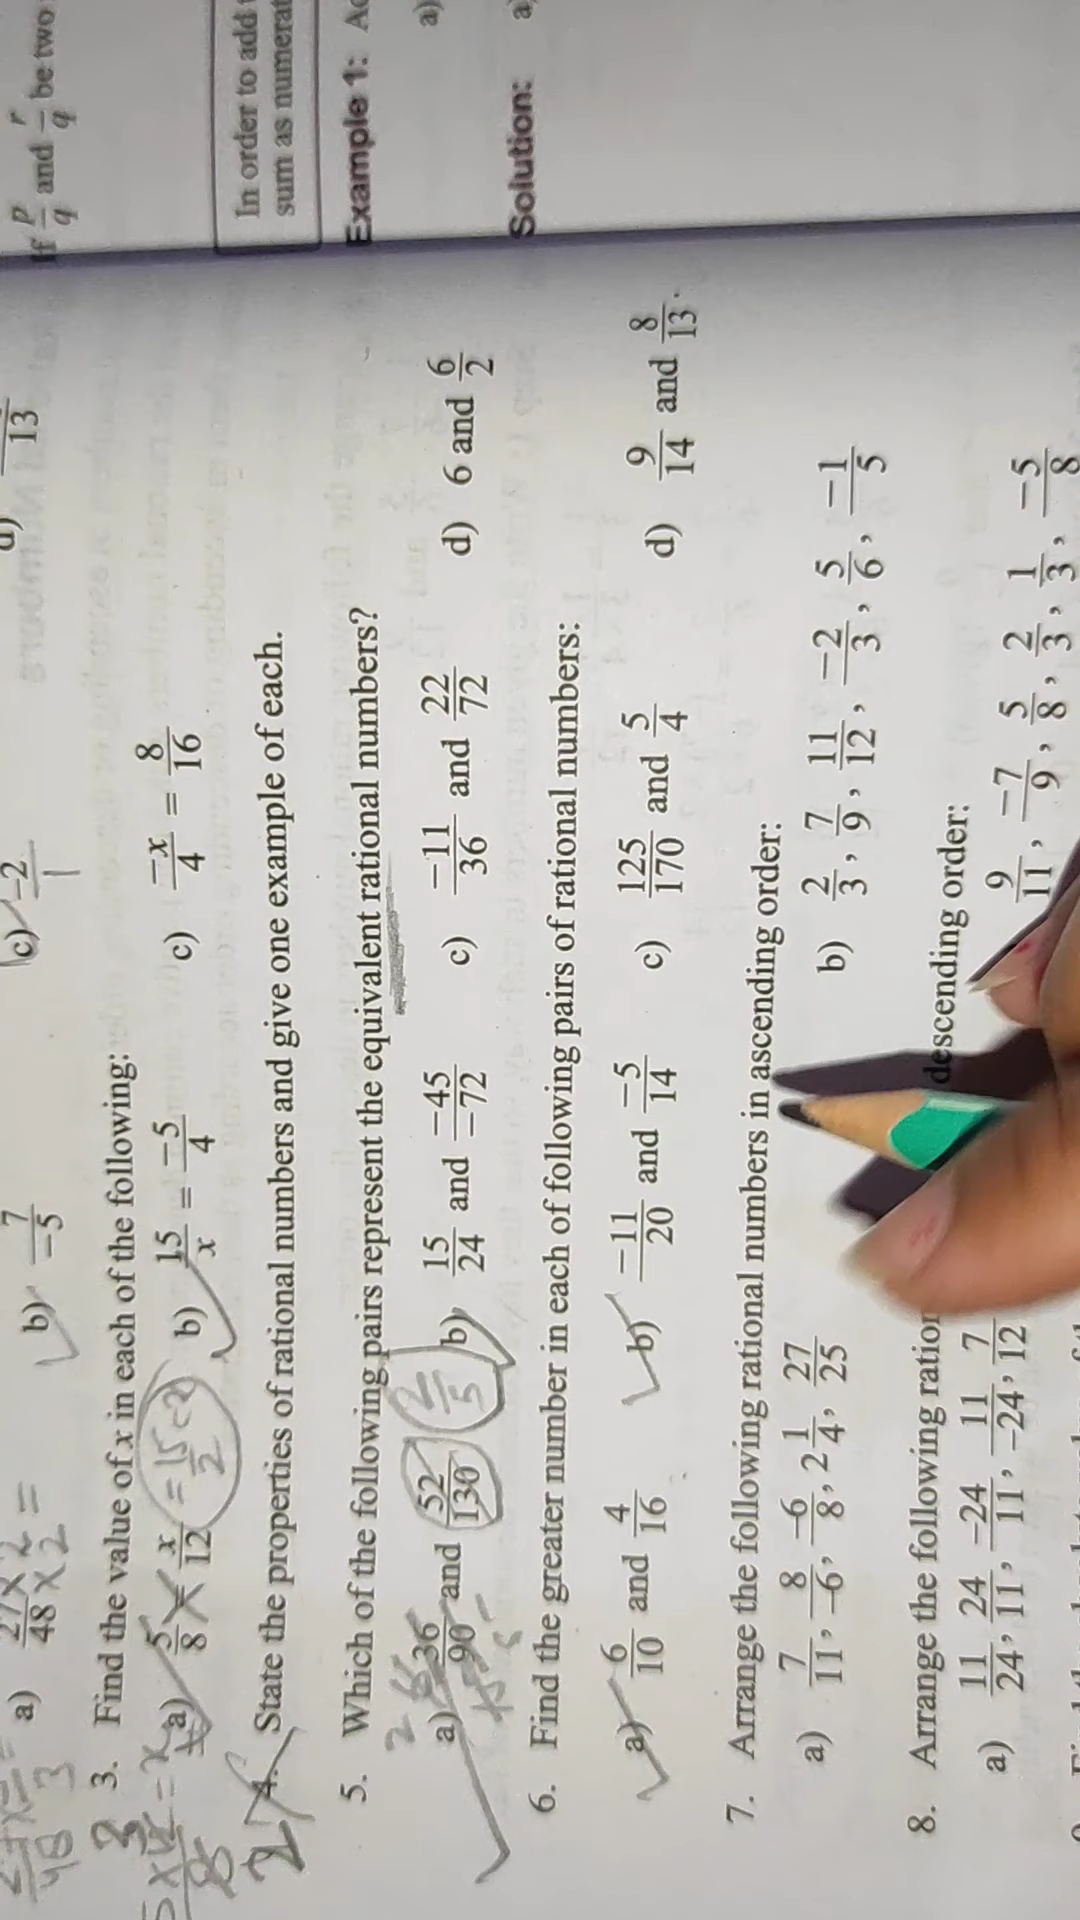 c) -2/1
b) 7/-5
a) 27/48
13
3. Find the value of x in each of the following:
a) 5/8 = x/12 = 15/2
b) 15/x = -5/4
c) -x/4 = 8/16
4. State the properties of rational numbers and give one example of each.
5. Which of the following pairs represent the equivalent rational numbers?
a) 36/90 and 52/130 2/5
b) 15/24 and -45/-72
c) -11/36 and 22/72
d) 6 and 6/2
6. Find the greater number in each of following pairs of rational numbers:
a) 6/10 and 4/16
b) -11/20 and -5/14
c) 125/170 and 5/4
d) 9/14 and 8/13.
7. Arrange the following rational numbers in ascending order:
a) 7/11, 8/-6, -6/8, 2 1/4, 27/25
b) 2/3, 7/9, 11/12, -2/3, 5/6, -1/5
8. Arrange the following descending order:
a) 11/24, 24/11, -24/11, 11/-24, 7/12
9/11, -7/9, 5/8, 2/3, 1/3, -5/8
If p/q and r/q be two
In order to add
sum as numerat
Example 1:
a)
Solution: